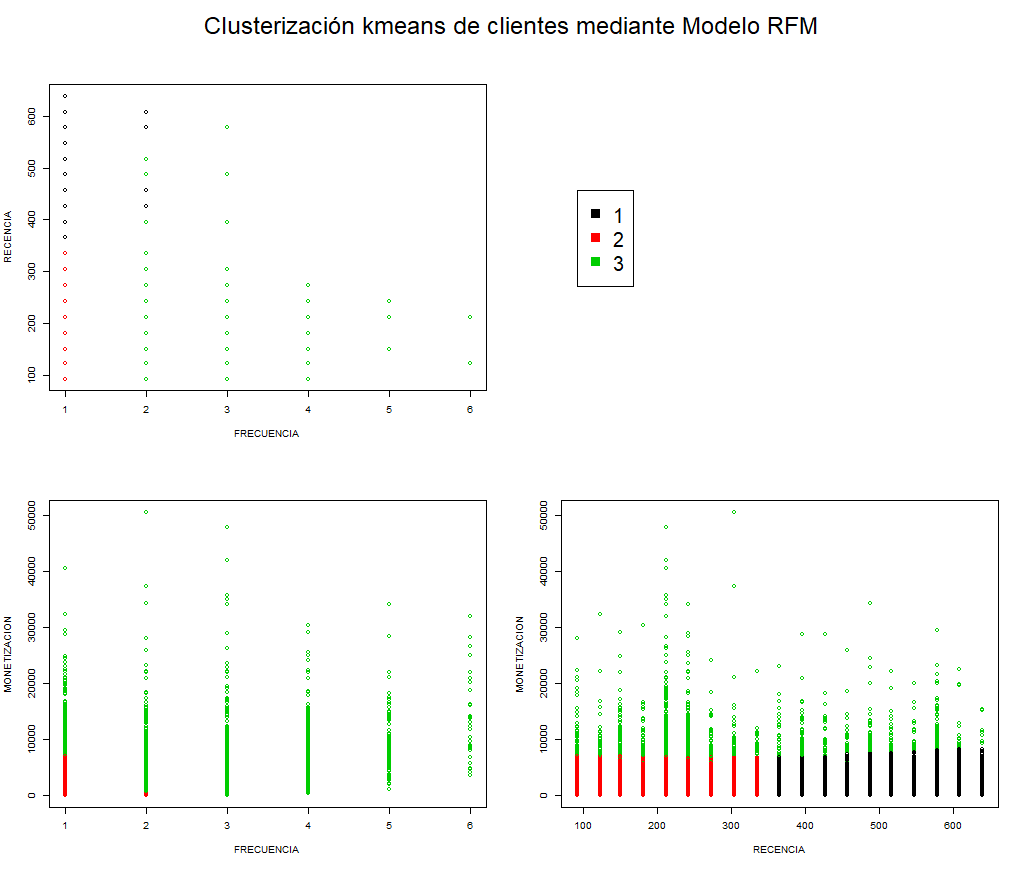 Clusterización kmeans de clientes mediante Modelo RFM
RECENCIA
600
500
400
300
200
100
1 2 3 4 5 6
FRECUENCIA
1
2
3
MONETIZACION
50000
40000
30000
20000
10000
0
1 2 3 4 5 6
FRECUENCIA
MONETIZACION
50000
40000
30000
20000
10000
0
100 200 300 400 500 600
RECENCIA